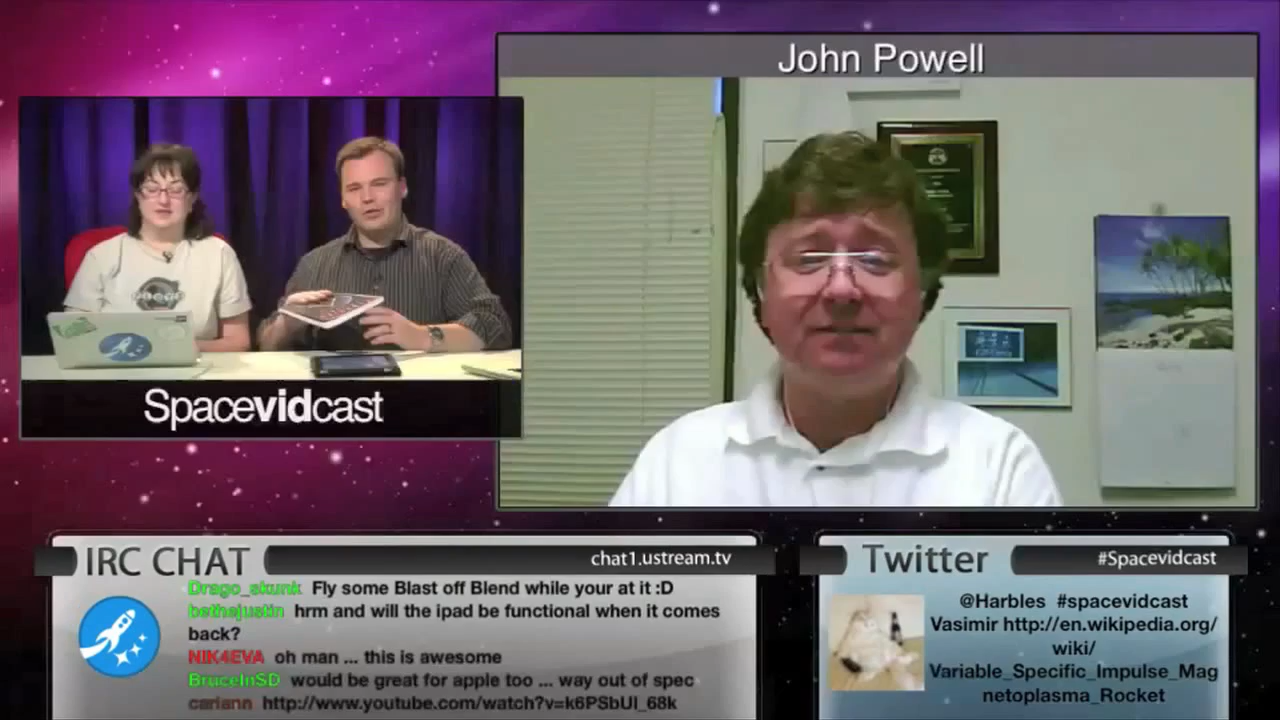 John Powell
Spacevidcast
IRC CHAT
chat1.ustream.tv
Drago_skunk Fly some Blast off Blend while your at it :D
bethejustin hrm and will the ipad be functional when it comes
back?
NIK4EVA oh man ... this is awesome
BruceInSD would be great for apple too ... way out of spec
cariann http://www.youtube.com/watch?v=k6PSbUl_68k
Twitter
#Spacevidcast
@Harbles #spacevidcast
Vasimir http://en.wikipedia.org/
wiki/
Variable_Specific_Impulse_Mag
netoplasma_Rocket